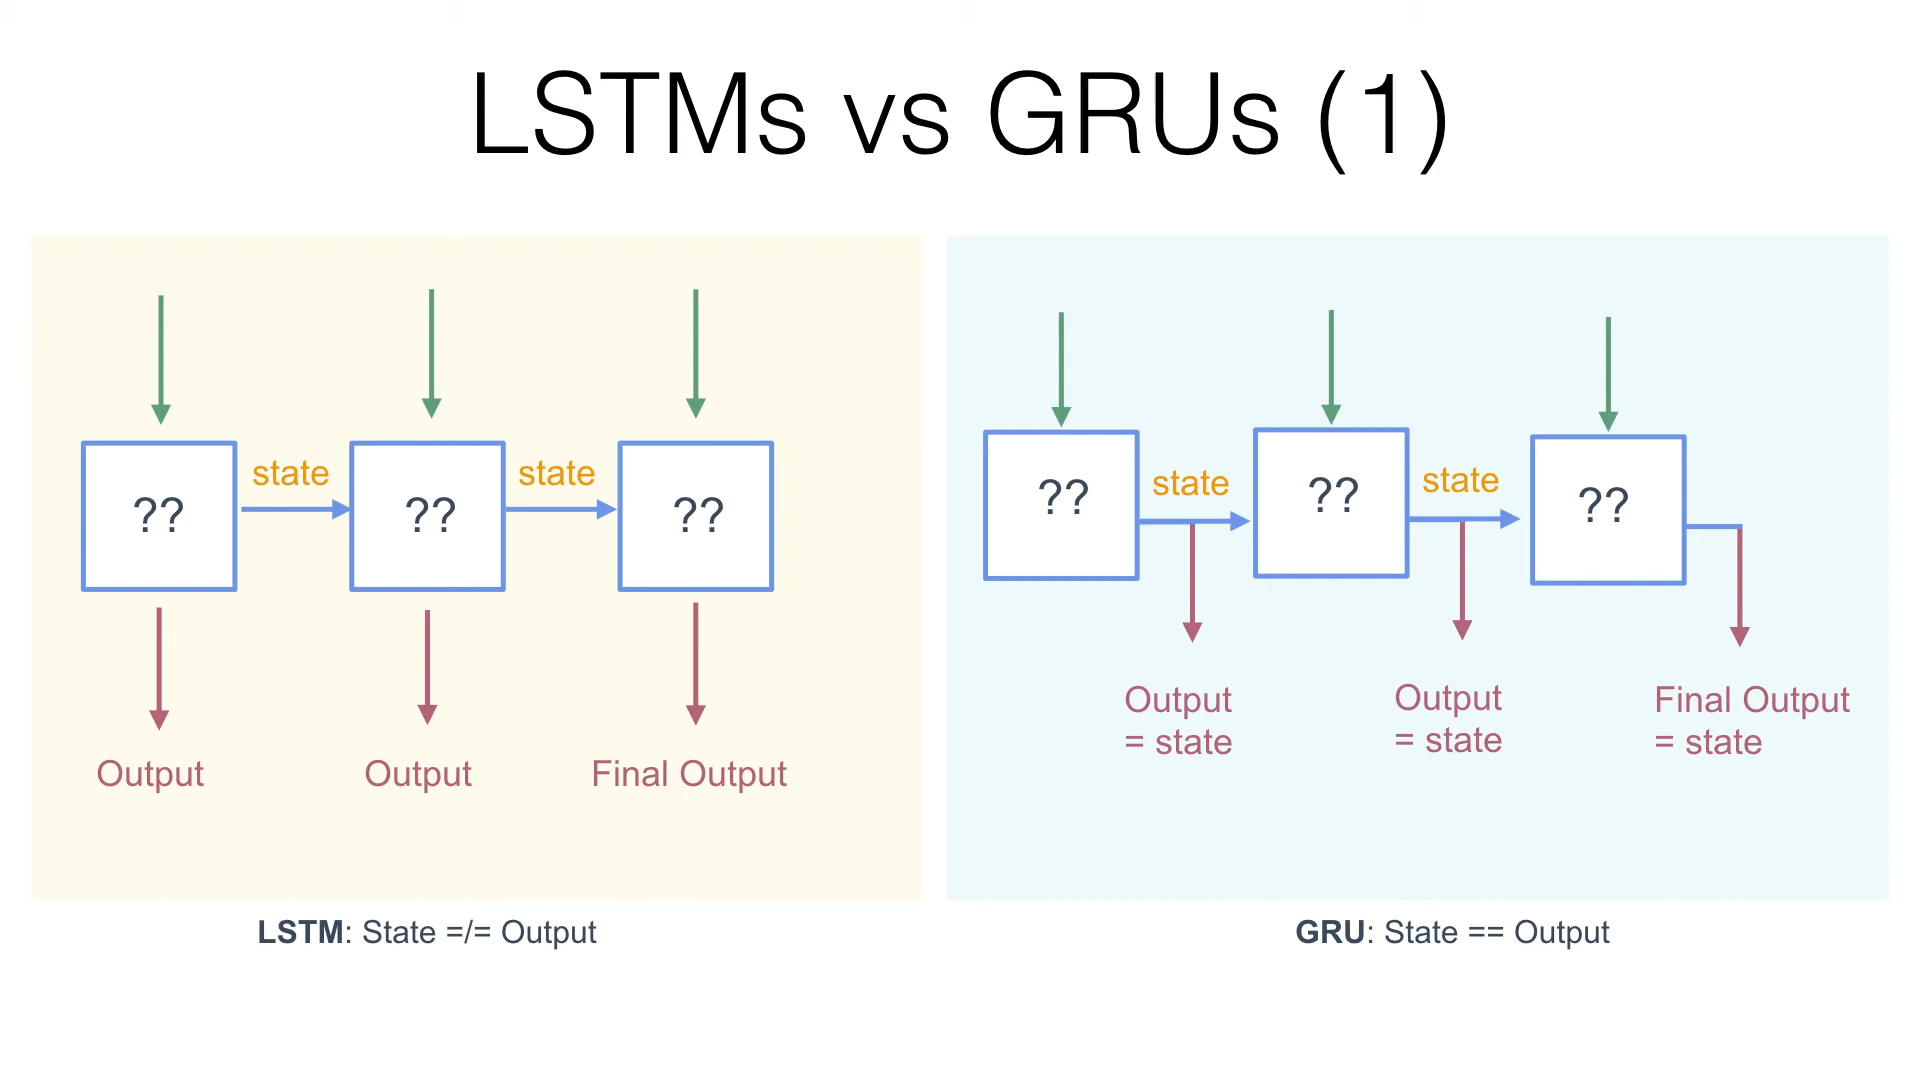 LSTMs vs GRUs (1)
state
state
??
??
??
Output
Output
Final Output
LSTM: State =/= Output
state
state
??
??
??
Output
= state
Output
= state
Final Output
= state
GRU: State == Output